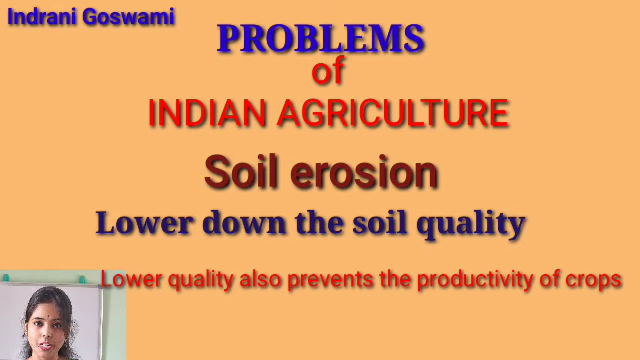 Indrani Goswami
PROBLEMS
of
INDIAN AGRICULTURE
Soil erosion
Lower down the soil quality
Lower quality also prevents the productivity of crops